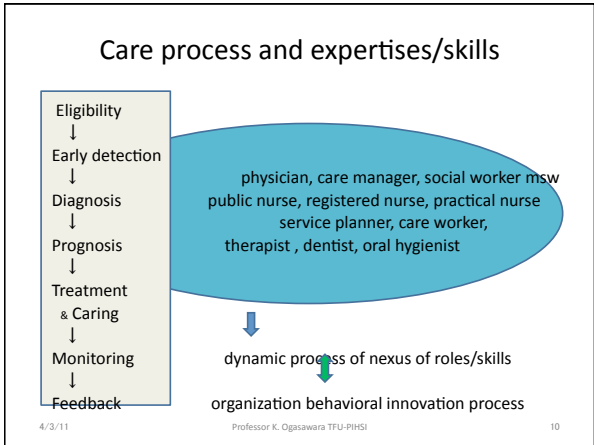 Care process and expertises/skills
Eligibility
↓
Early detection
↓
Diagnosis
↓
Prognosis
↓
Treatment
& Caring
↓
Monitoring
↓
Feedback
physician, care manager, social worker msw
public nurse, registered nurse, practical nurse
service planner, care worker,
therapist , dentist, oral hygienist
dynamic process of nexus of roles/skills
organization behavioral innovation process
4/3/11
Professor K. Ogasawara TFU-PIHSI
10